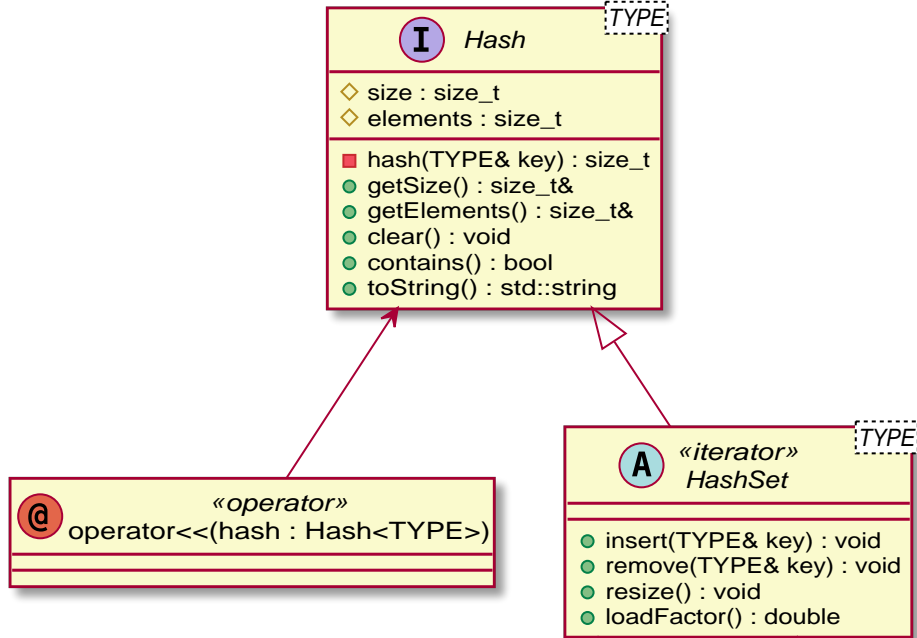 TYPE
I Hash
size : size_t
elements : size_t
hash(TYPE& key) : size_t
getSize() : size_t&
getElements() : size_t&
clear() : void
contains() : bool
toString() : std::string
@ «operator»
operator<<(hash : Hash<TYPE>)
TYPE
A «iterator»
HashSet
insert(TYPE& key) : void
remove(TYPE& key) : void
resize() : void
loadFactor() : double